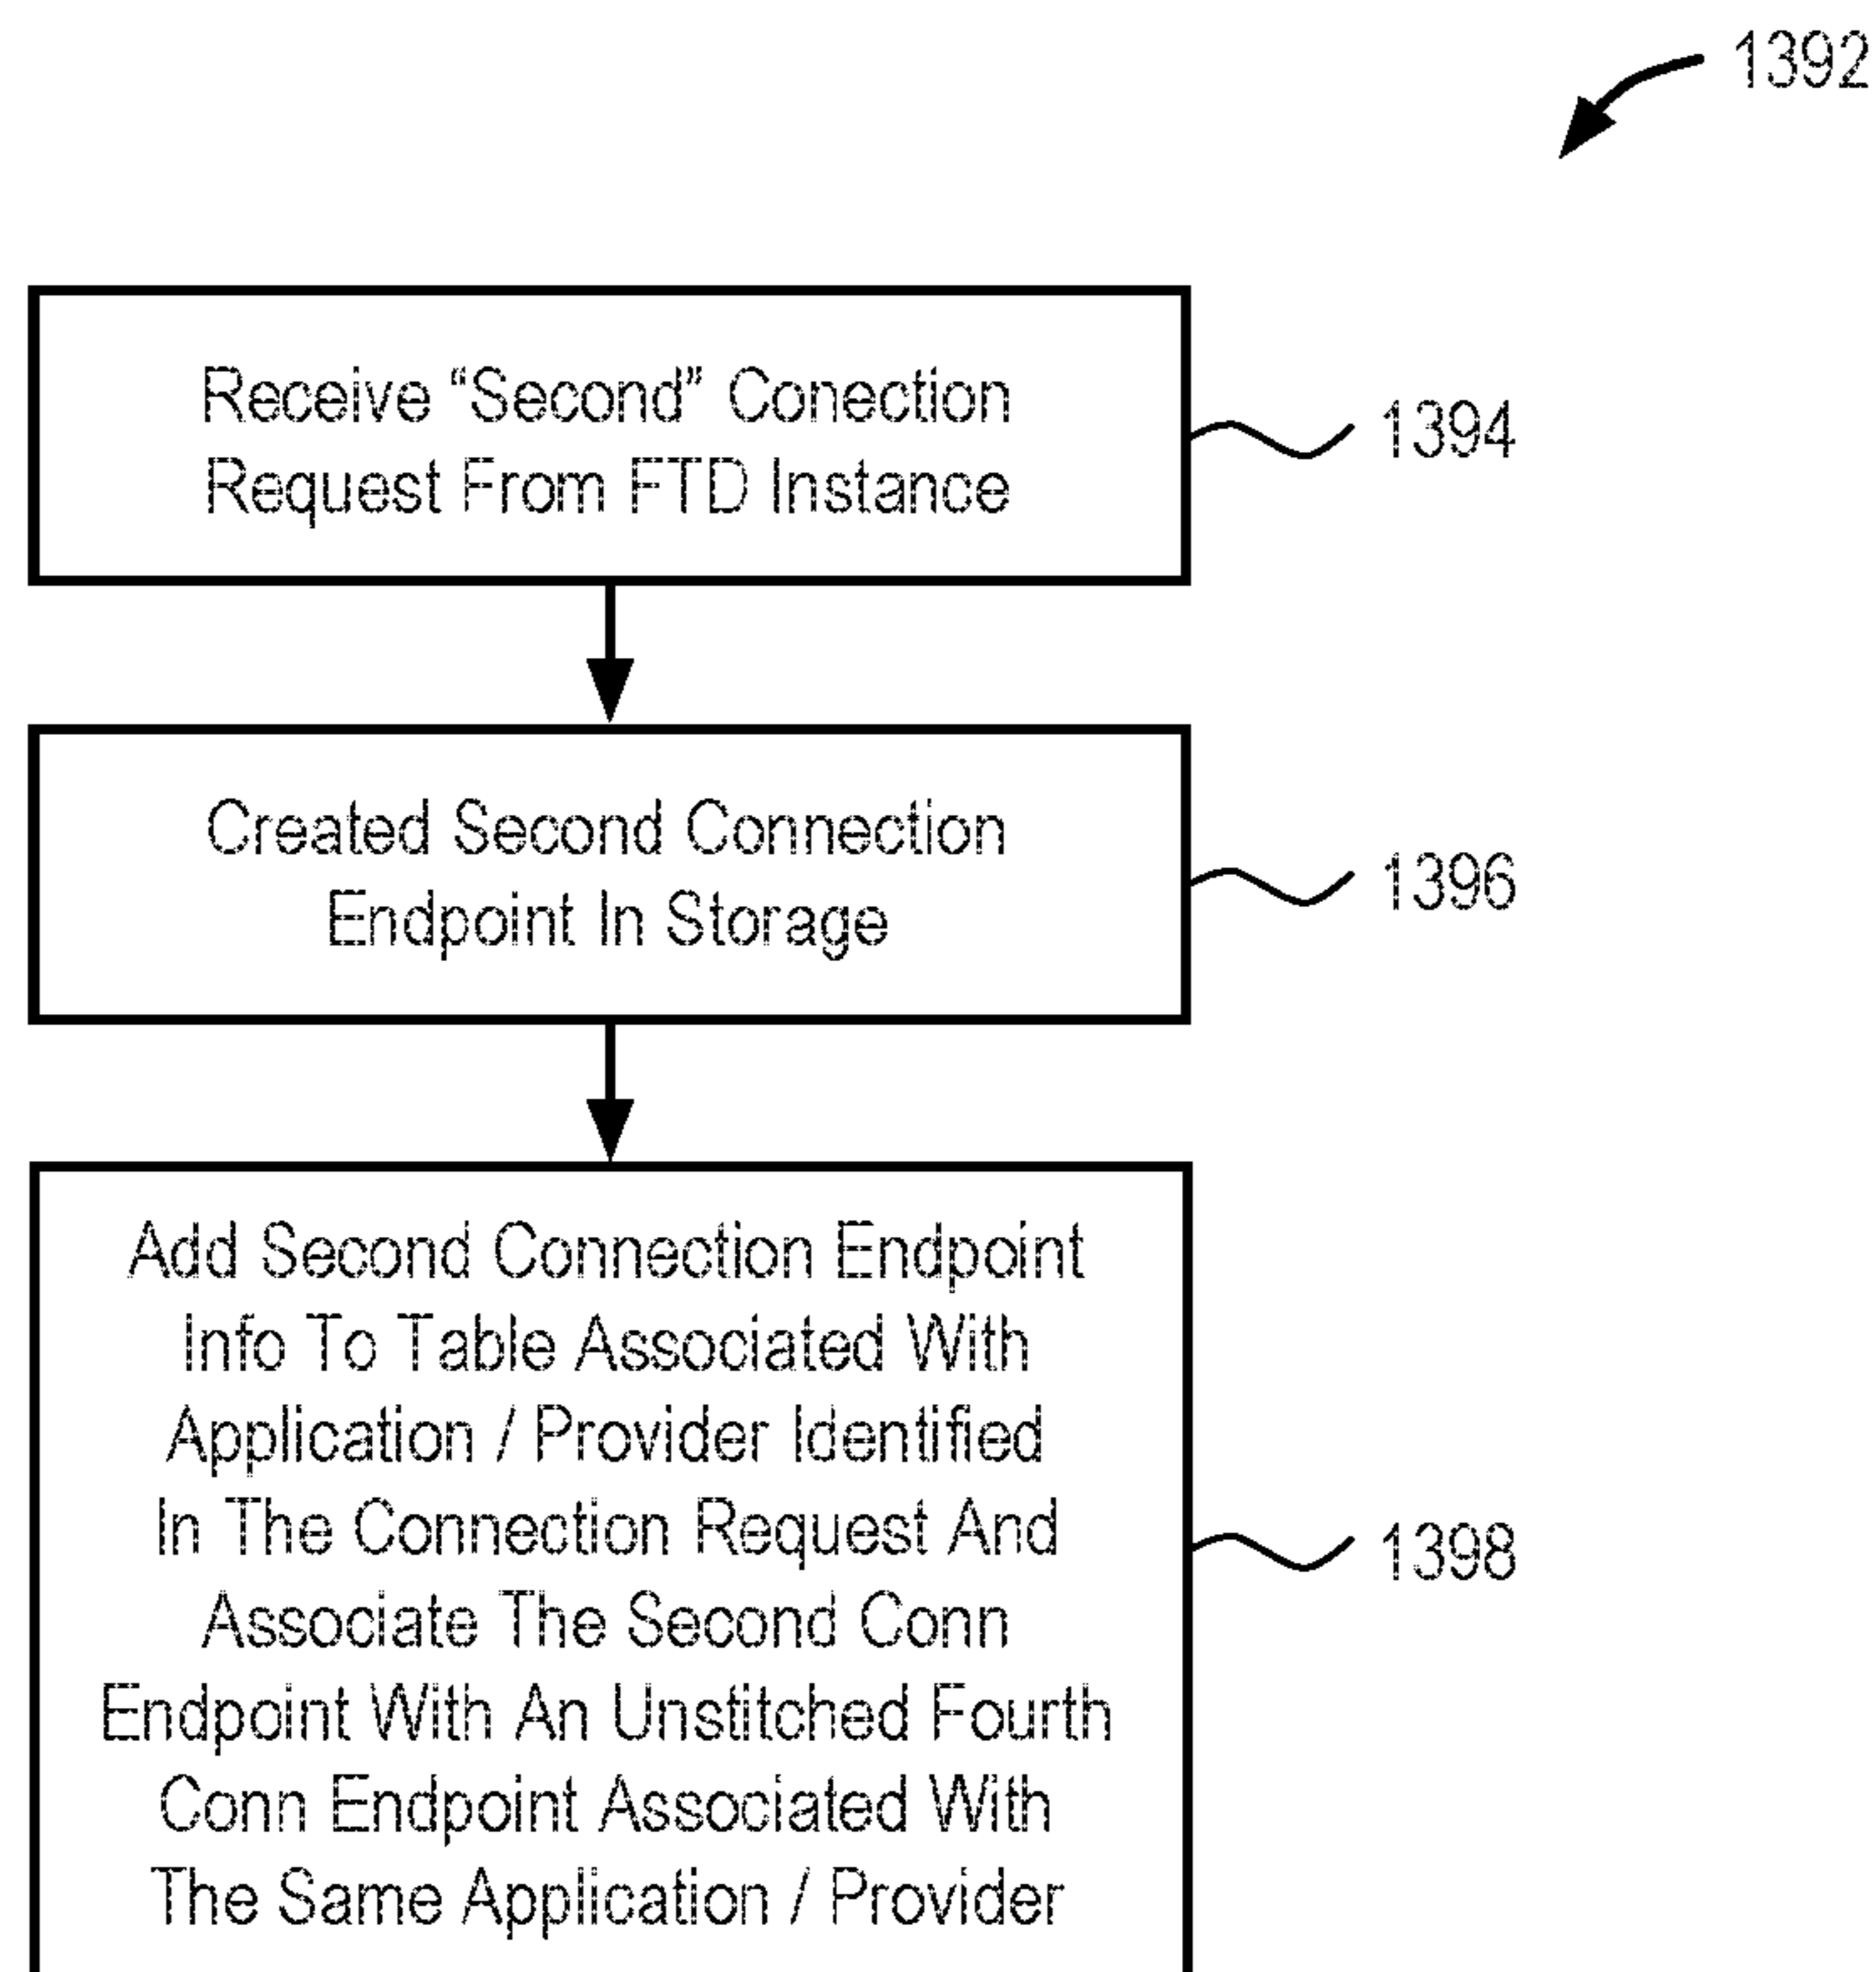 1392
Receive “Second” Conection
Request From FTD Instance
1394
Created Second Connection
Endpoint In Storage
1396
Add Second Connection Endpoint
Info To Table Associated With
Application / Provider Identified
In The Connection Request And
Associate The Second Conn
Endpoint With An Unstitched Fourth
Conn Endpoint Associated With
The Same Application / Provider
1398